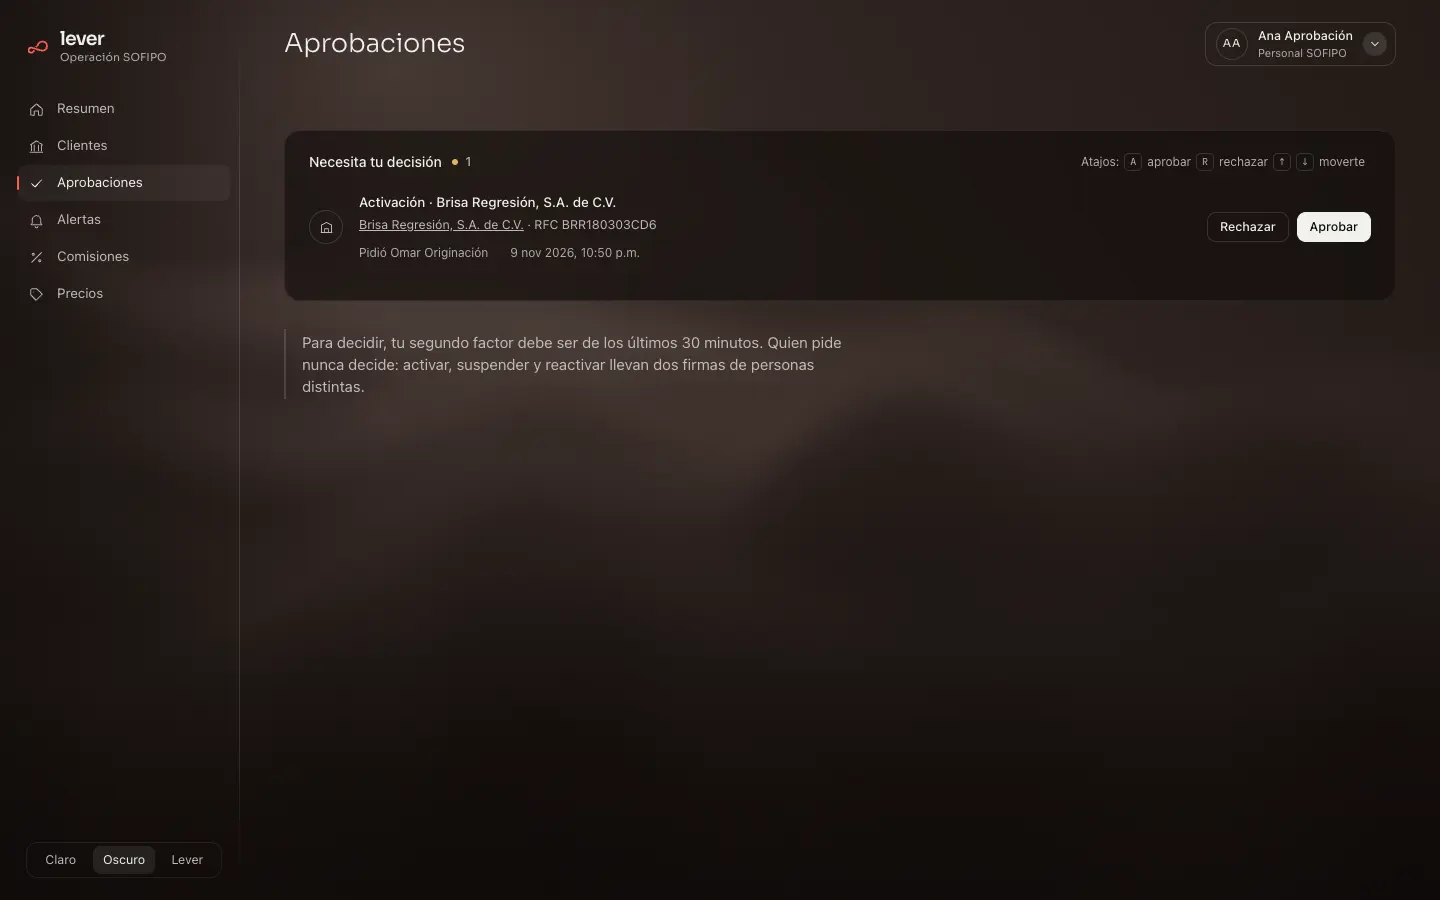 lever
Operación SOFIPO
Resumen
Clientes
Aprobaciones
Alertas
Comisiones
Precios
Claro Oscuro Lever
Aprobaciones
AA
Ana Aprobación
Personal SOFIPO
Necesita tu decisión 1
Atajos: A aprobar R rechazar ↑ ↓ moverte
Activación · Brisa Regresión, S.A. de C.V.
Brisa Regresión, S.A. de C.V. · RFC BRR180303CD6
Pidió Omar Originación 9 nov 2026, 10:50 p.m.
Rechazar Aprobar
Para decidir, tu segundo factor debe ser de los últimos 30 minutos. Quien pide
nunca decide: activar, suspender y reactivar llevan dos firmas de personas
distintas.